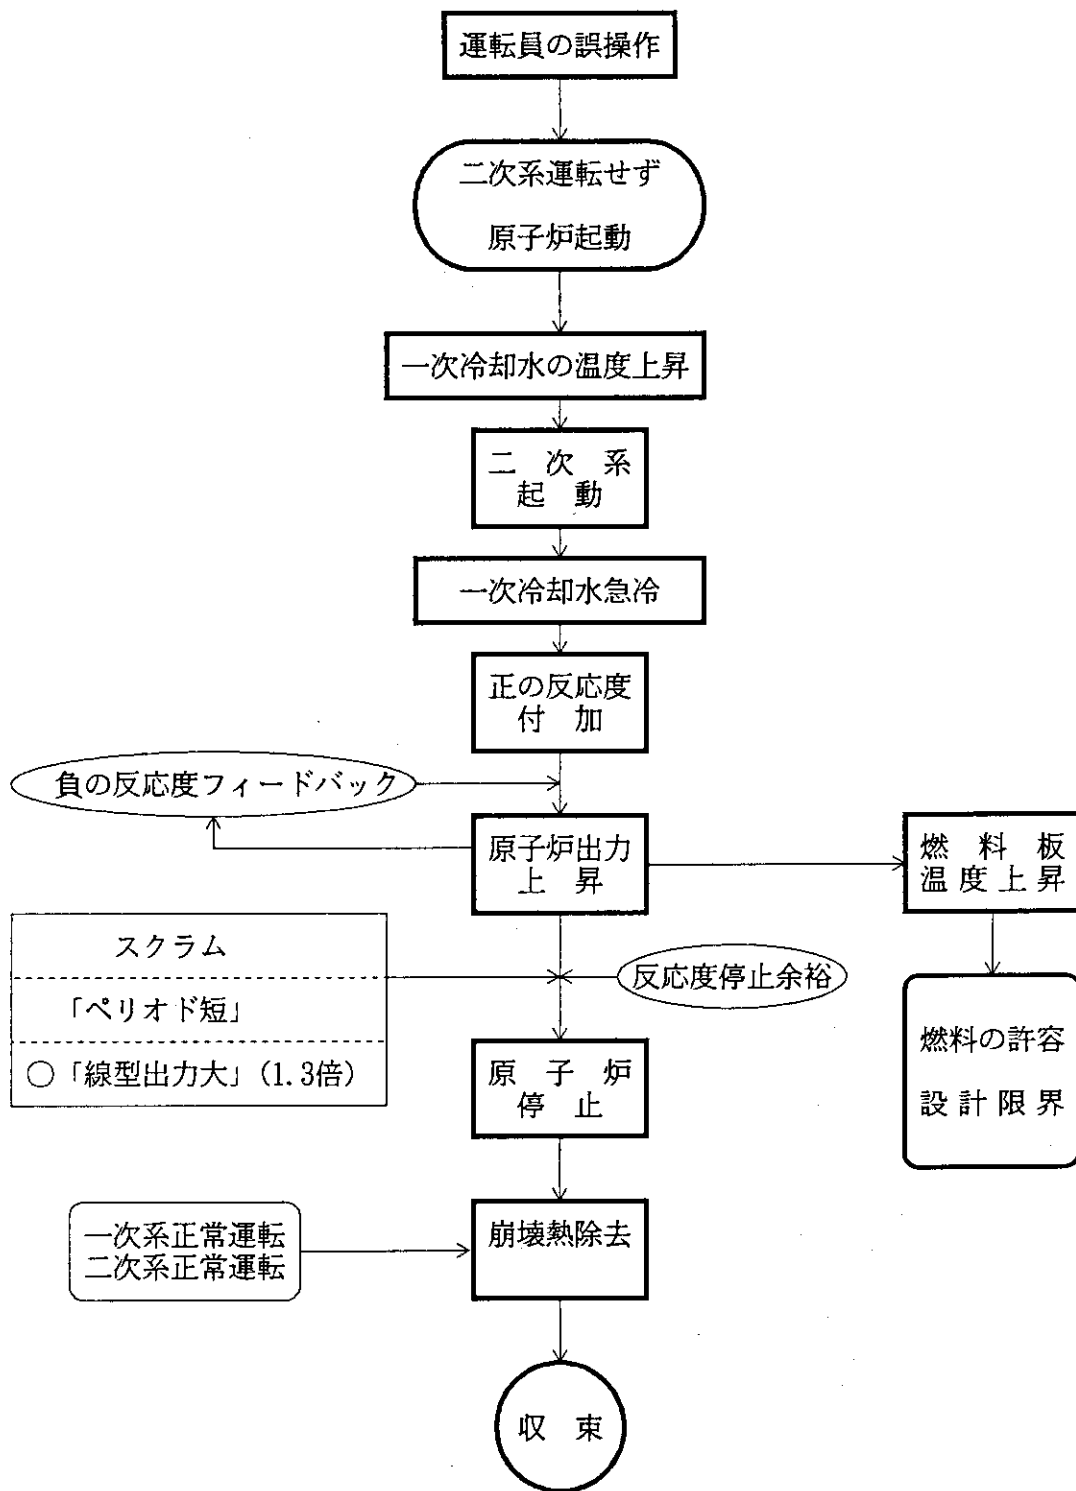 運転員の誤操作
二次系運転せず
原子炉起動
一次冷却水の温度上昇
二次系
起動
一次冷却水急冷
正の反応度
付加
負の反応度フィードバック
原子炉出力
上昇
燃料板
温度上昇
スクラム
「ペリオド短」
○「線型出力大」(1.3倍)
反応度停止余裕
燃料の許容
設計限界
原子炉
停止
一次系正常運転
二次系正常運転
崩壊熱除去
収束